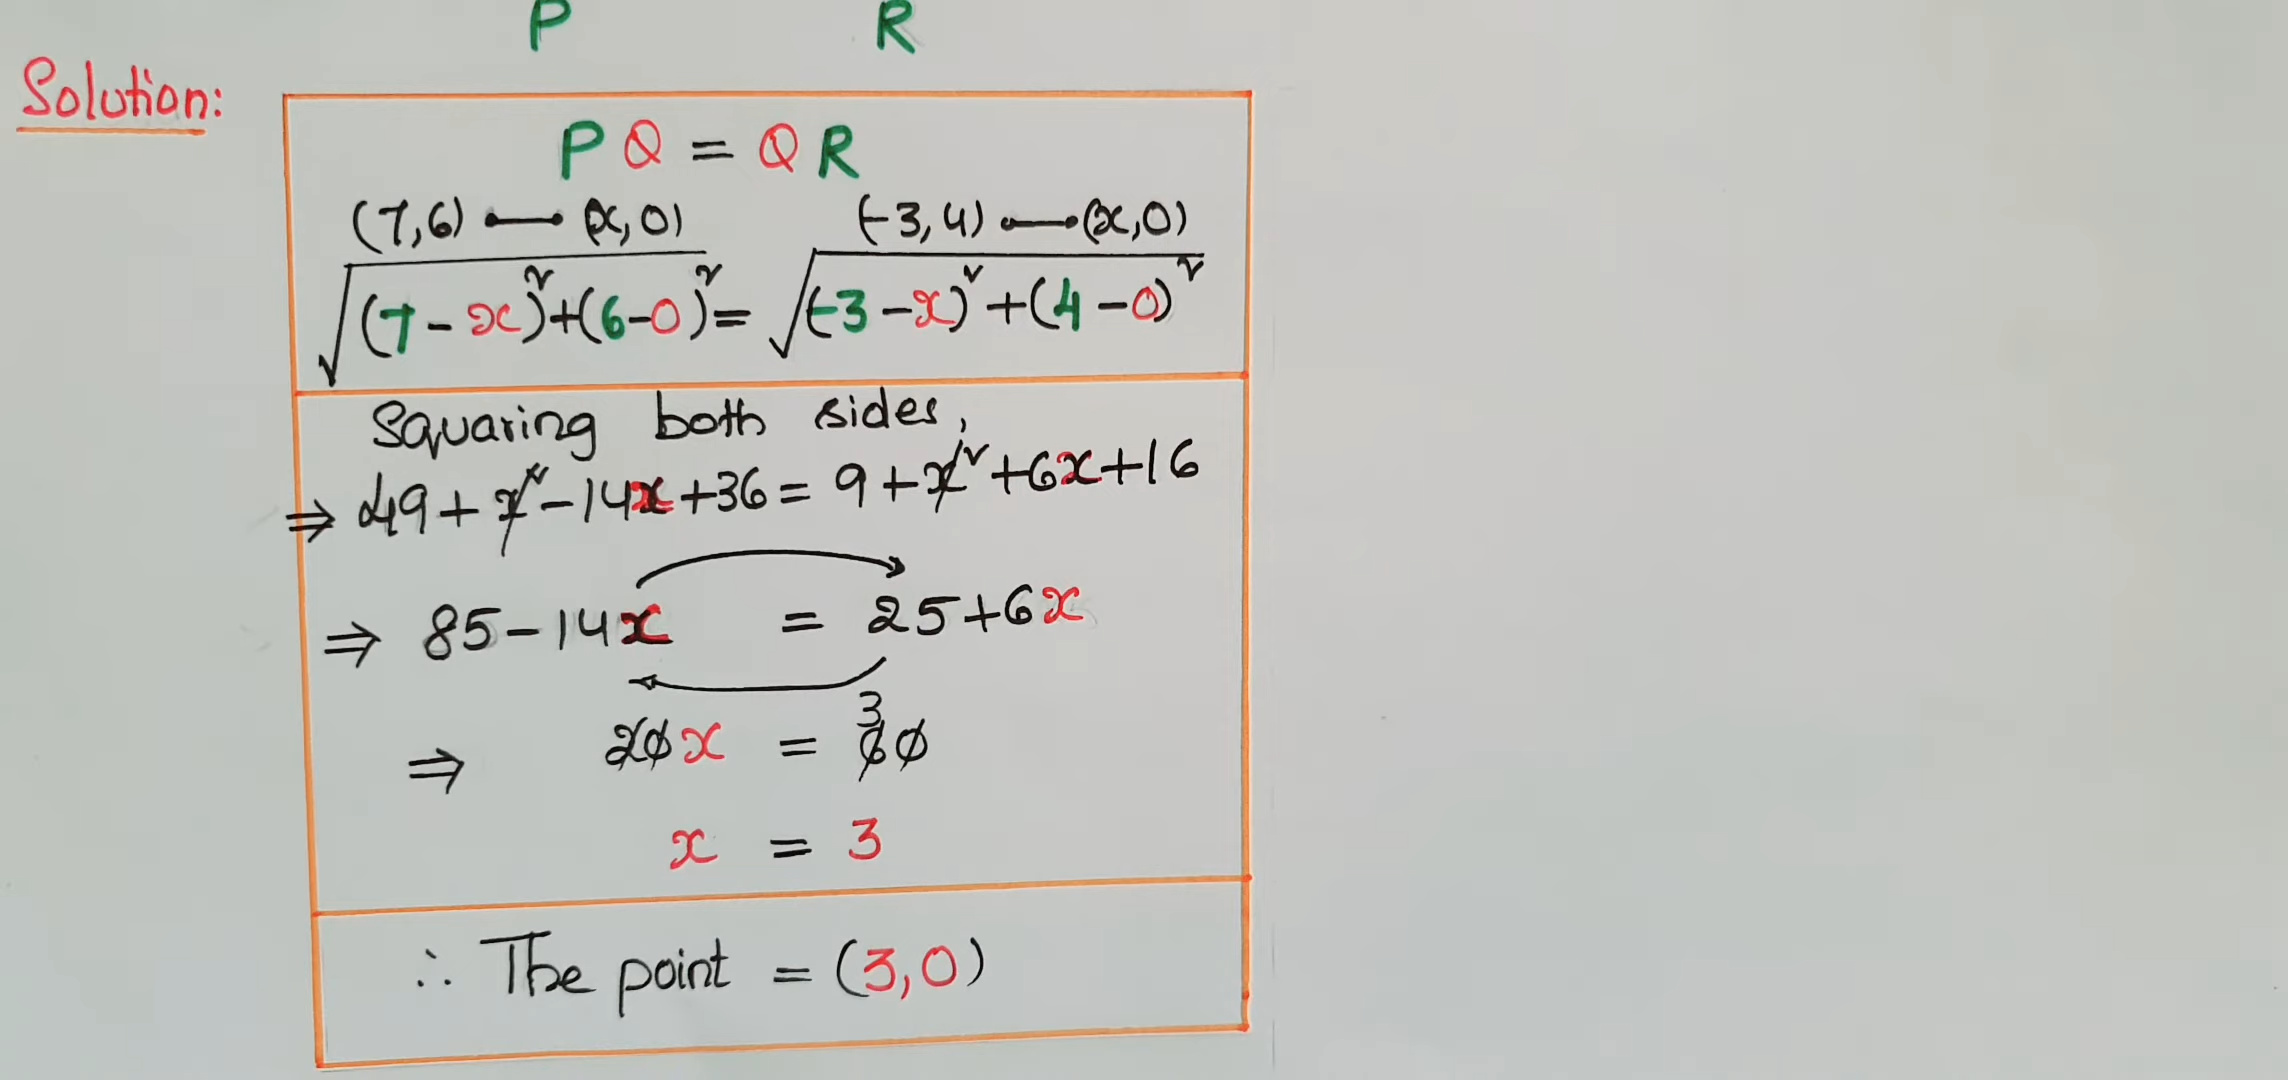 P R
Solution:
PQ = QR
(7,6) •—• (x,0) (-3,4) •—• (x,0)
√((7-x)²+(6-0)²) = √((-3-x)²+(4-0)²)
Squaring both sides,
⇒ 49+x²-14x+36 = 9+x²+6x+16
⇒ 85-14x = 25+6x
3
⇒ 20x = 60
x = 3
∴ The point = (3,0)